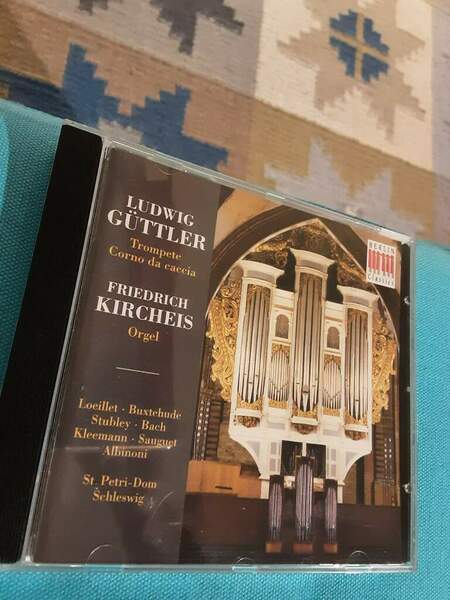 LUDWIG
GÜTTLER
Trompete
Corno da caccia
FRIEDRICH
KIRCHEIS
Orgel
Loeillet · Buxtehude
Stubley · Bach
Kleemann · Sauguet
Albinoni
St. Petri-Dom
Schleswig
BERLIN
Classics